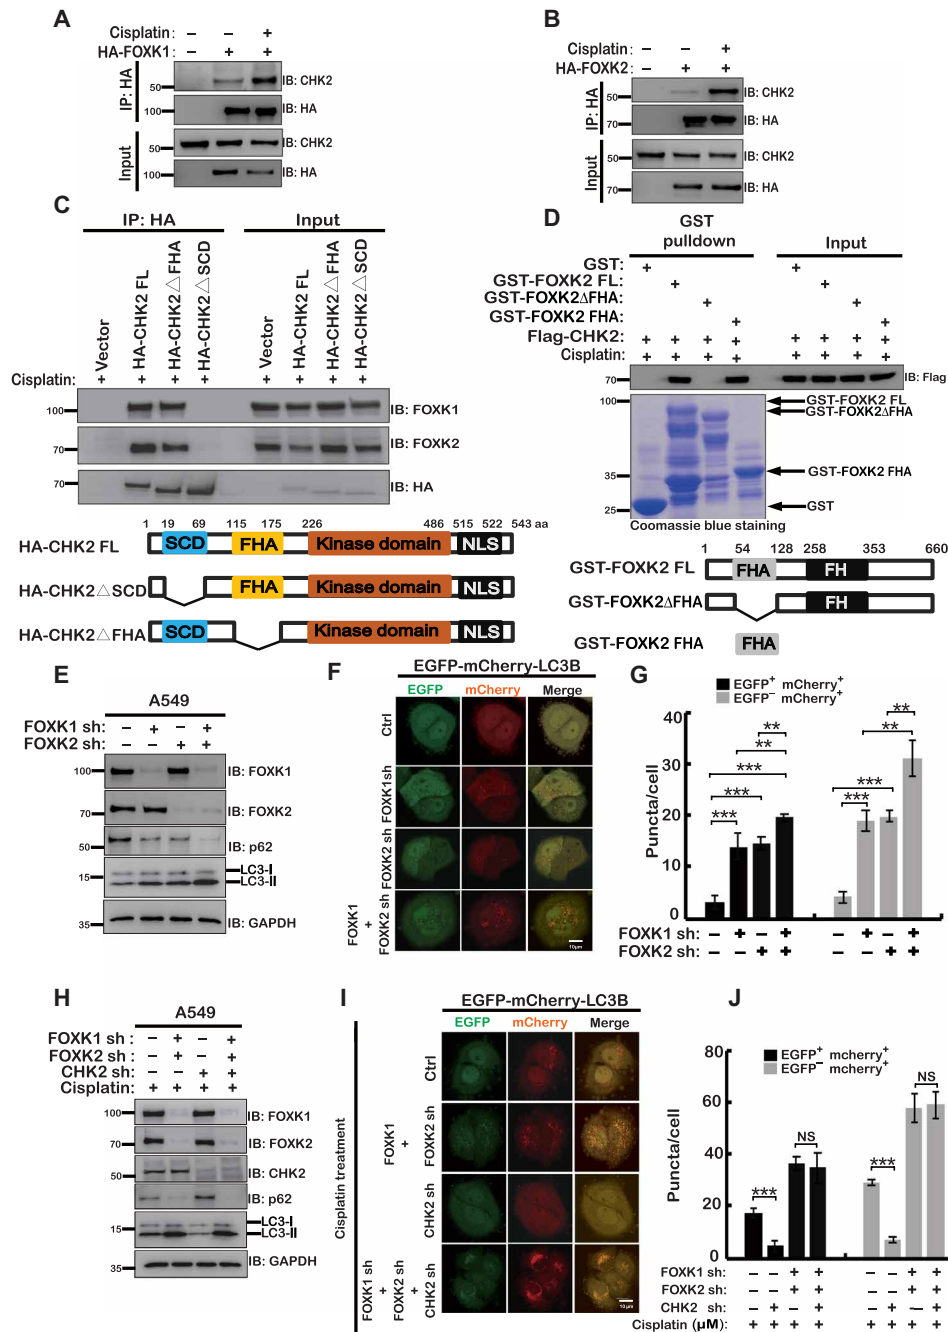 A
Cisplatin: – – +
HA-FOXK1: – + +
IP: HA
50 IB: CHK2
100 IB: HA
Input
50 IB: CHK2
100 IB: HA
B
Cisplatin: +
HA-FOXK2: – + +
IP: HA
50 IB: CHK2
70 IB: HA
Input
50 IB: CHK2
70 IB: HA
C
IP: HA Input
Vector HA-CHK2 FL HA-CHK2△FHA HA-CHK2△SCD Vector HA-CHK2 FL HA-CHK2△FHA HA-CHK2△SCD
Cisplatin: + + + + + + + +
100 IB: FOXK1
70 IB: FOXK2
70 IB: HA
1 19 69 115 175 226 486 515 522 543 aa
HA-CHK2 FL SCD FHA Kinase domain NLS
HA-CHK2△SCD FHA Kinase domain NLS
HA-CHK2△FHA SCD Kinase domain NLS
D
GST pulldown Input
GST: + +
GST-FOXK2 FL: + +
GST-FOXK2ΔFHA: + +
GST-FOXK2 FHA: + +
Flag-CHK2: + + + + + + + +
Cisplatin: + + + + + + + +
70 IB: Flag
100 GST-FOXK2 FL
GST-FOXK2ΔFHA
35 GST-FOXK2 FHA
25 GST
Coomassie blue staining
1 54 128 258 353 660
GST-FOXK2 FL FHA FH
GST-FOXK2ΔFHA FH
GST-FOXK2 FHA FHA
E
A549
FOXK1 sh: – + – +
FOXK2 sh: – – + +
100 IB: FOXK1
70 IB: FOXK2
50 IB: p62
15 LC3-I
LC3-II
35 IB: GAPDH
F
EGFP-mCherry-LC3B
EGFP mCherry Merge
Ctrl
FOXK1sh
FOXK2 sh
FOXK1 + FOXK2 sh
10μm
G
EGFP+ mCherry+
EGFP– mCherry+
Puncta/cell
40
30
20
10
0
*** *** *** ** ** *** *** ** **
FOXK1 sh: – + – + – + – +
FOXK2 sh: – – + + – – + +
H
A549
FOXK1 sh : – + – +
FOXK2 sh : – + – +
CHK2 sh: – – + +
Cisplatin: + + + +
100 IB: FOXK1
70 IB: FOXK2
50 IB: CHK2
IB: p62
15 LC3-I
LC3-II
35 IB: GAPDH
I
EGFP-mCherry-LC3B
EGFP mCherry Merge
Cisplatin treatment
Ctrl
FOXK1 + FOXK2 sh
CHK2 sh
FOXK1 sh + FOXK2 sh + CHK2 sh
10 μm
J
EGFP+ mcherry+
EGFP– mcherry+
Puncta/cell
80
60
40
20
0
*** NS *** NS
FOXK1 sh: – – + + – – + +
FOXK2 sh: – – + + – – + +
CHK2 sh: – + – + – + – +
Cisplatin (μM) + + + + + + + +